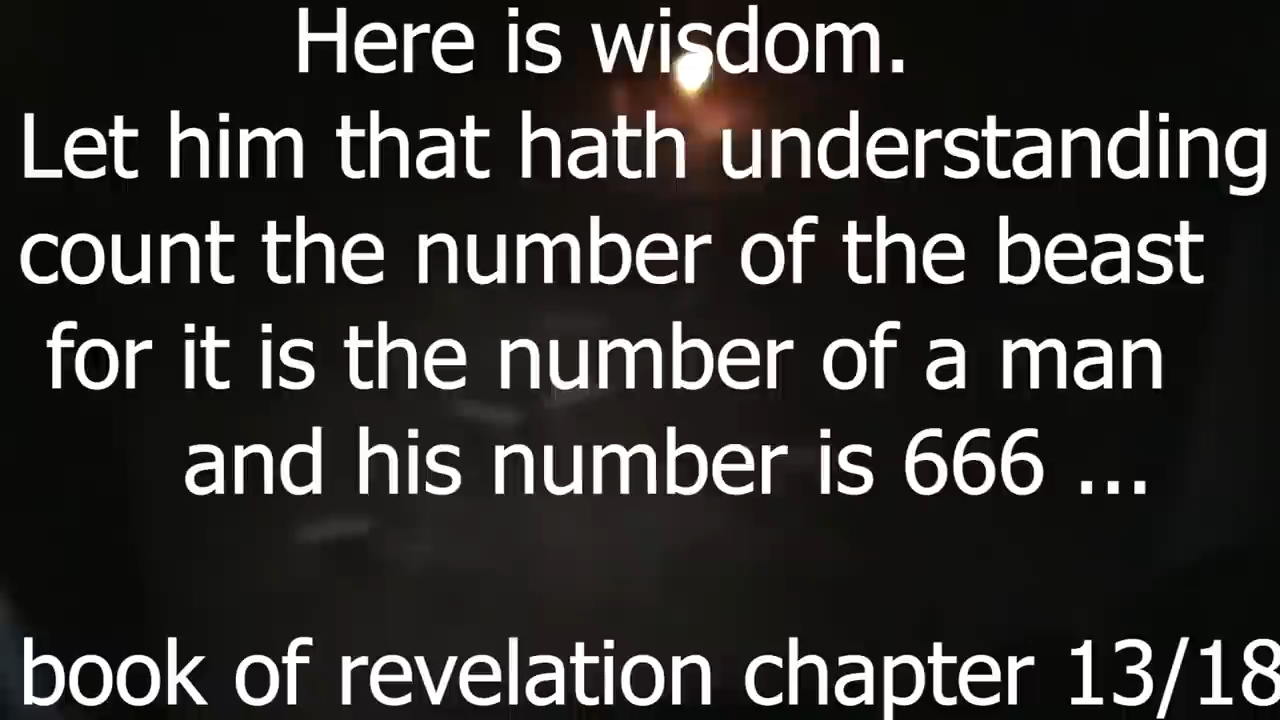 Here is wisdom.
Let him that hath understanding
count the number of the beast
for it is the number of a man
and his number is 666 ...
book of revelation chapter 13/18